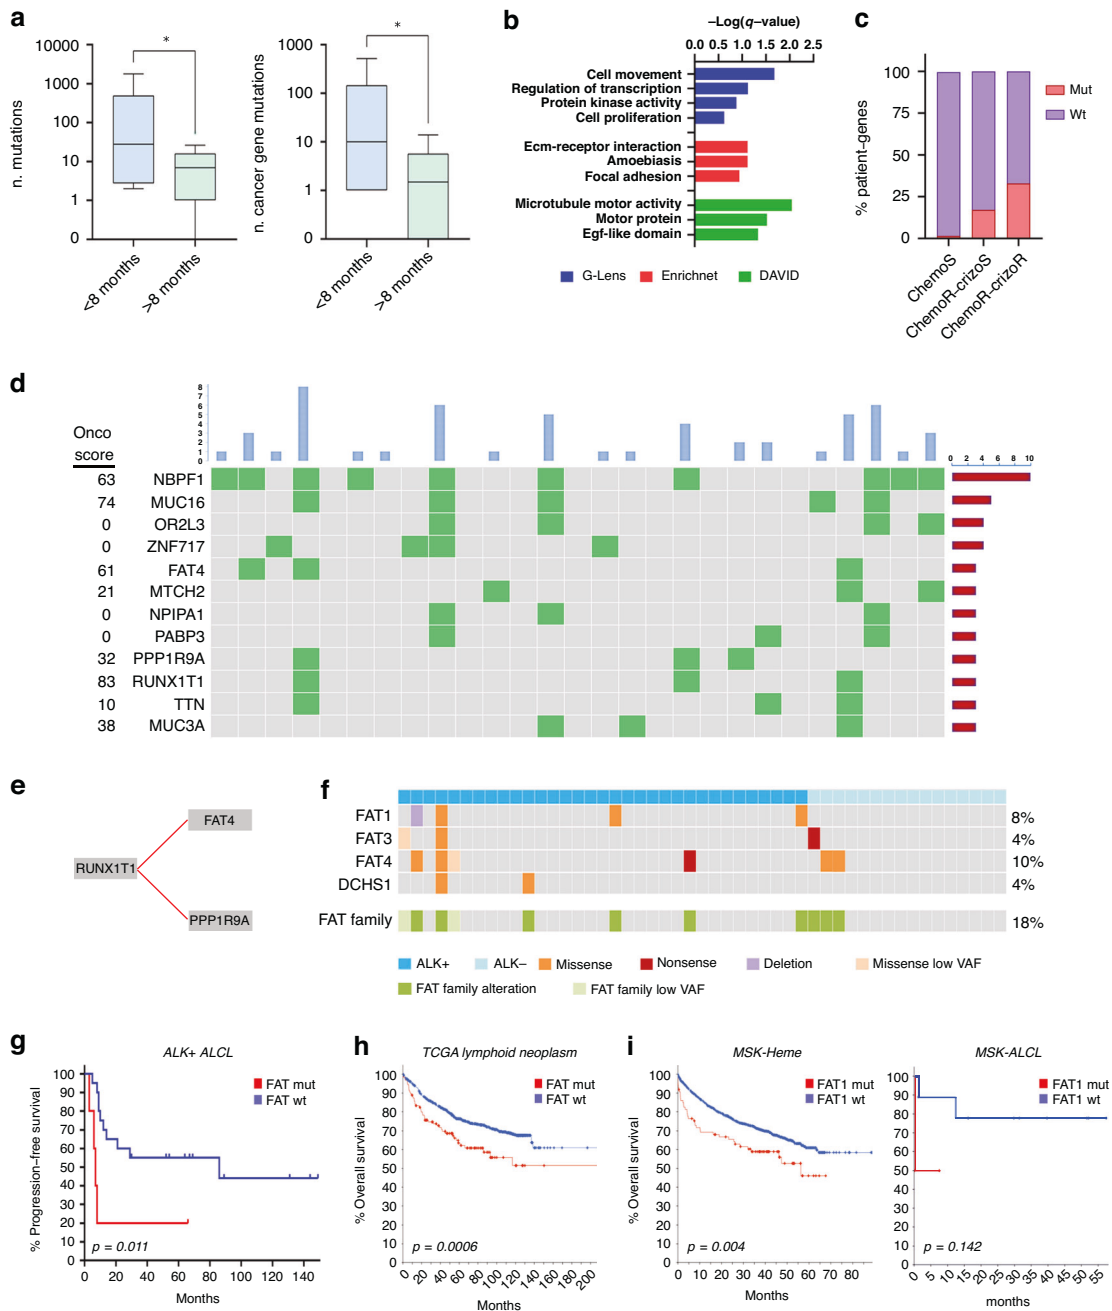 a
n. mutations
10000
1000
100
10
1
0
*
<8 months
>8 months
n. cancer gene mutations
1000
100
10
1
0
*
<8 months
>8 months
b
–Log(q–value)
0.0 0.5 1.0 1.5 2.0 2.5
Cell movement
Regulation of transcription
Protein kinase activity
Cell proliferation
Ecm-receptor interaction
Amoebiasis
Focal adhesion
Microtubule motor activity
Motor protein
Egf-like domain
G-Lens Enrichnet DAVID
c
% patient-genes
100
75
50
25
0
Mut
Wt
ChemoS
ChemoR-crizoS
ChemoR-crizoR
d
8
7
6
5
4
3
2
1
0
Onco
score
0 2 4 6 8 10
63 NBPF1
74 MUC16
0 OR2L3
0 ZNF717
61 FAT4
21 MTCH2
0 NPIPA1
0 PABP3
32 PPP1R9A
83 RUNX1T1
10 TTN
38 MUC3A
e
FAT4
RUNX1T1
PPP1R9A
f
FAT1 8%
FAT3 4%
FAT4 10%
DCHS1 4%
FAT family 18%
ALK+ ALK– Missense Nonsense Deletion Missense low VAF
FAT family alteration FAT family low VAF
g
ALK+ ALCL
% Progression–free survival
100
90
80
70
60
50
40
30
20
10
0
FAT mut
FAT wt
p = 0.011
0 20 40 60 80 100 120 140
Months
h
TCGA lymphoid neoplasm
% Overall survival
100
90
80
70
60
50
40
30
20
10
0
FAT mut
FAT wt
p = 0.0006
0 20 40 60 80 100 120 140 160 180 200
Months
i
MSK-Heme
% Overall survival
100
90
80
70
60
50
40
30
20
10
0
FAT1 mut
FAT1 wt
p = 0.004
0 10 20 30 40 50 60 70 80
Months
MSK-ALCL
% Overall survival
100
90
80
70
60
50
40
30
20
10
0
FAT1 mut
FAT1 wt
p = 0.142
0 5 10 15 20 25 30 35 40 45 50 55
months